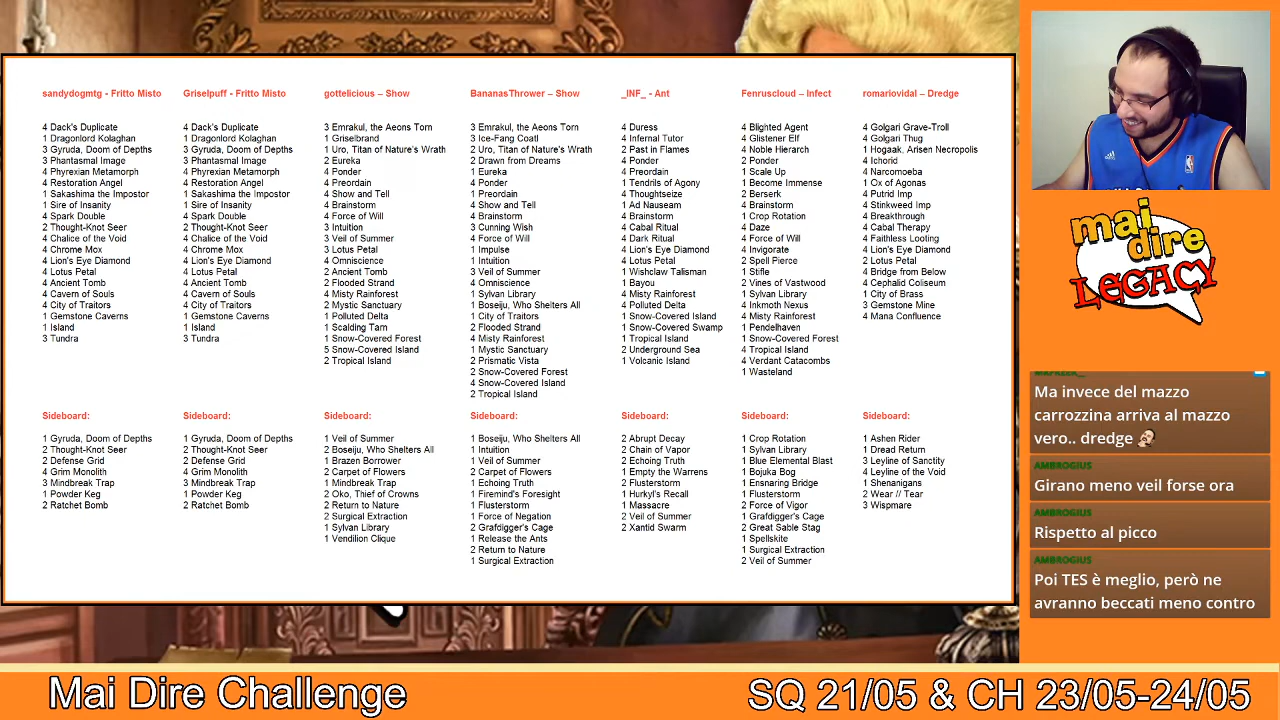 sandydogmtg - Fritto Misto
4 Dack's Duplicate
1 Dragonlord Kolaghan
3 Gyruda, Doom of Depths
3 Phantasmal Image
4 Phyrexian Metamorph
4 Restoration Angel
1 Sakashima the Impostor
1 Sire of Insanity
4 Spark Double
2 Thought-Knot Seer
4 Chalice of the Void
4 Chrome Mox
4 Lion's Eye Diamond
4 Lotus Petal
4 Ancient Tomb
4 Cavern of Souls
4 City of Traitors
1 Gemstone Caverns
1 Island
3 Tundra
Sideboard:
1 Gyruda, Doom of Depths
2 Thought-Knot Seer
2 Defense Grid
4 Grim Monolith
3 Mindbreak Trap
1 Powder Keg
2 Ratchet Bomb
Griselpuff - Fritto Misto
4 Dack's Duplicate
1 Dragonlord Kolaghan
3 Gyruda, Doom of Depths
3 Phantasmal Image
4 Phyrexian Metamorph
4 Restoration Angel
1 Sakashima the Impostor
1 Sire of Insanity
4 Spark Double
2 Thought-Knot Seer
4 Chalice of the Void
4 Chrome Mox
4 Lion's Eye Diamond
4 Lotus Petal
4 Ancient Tomb
4 Cavern of Souls
4 City of Traitors
1 Gemstone Caverns
1 Island
3 Tundra
Sideboard:
1 Gyruda, Doom of Depths
2 Thought-Knot Seer
2 Defense Grid
4 Grim Monolith
3 Mindbreak Trap
1 Powder Keg
2 Ratchet Bomb
gottelicious – Show
3 Emrakul, the Aeons Torn
1 Griselbrand
1 Uro, Titan of Nature's Wrath
2 Eureka
4 Ponder
4 Preordain
4 Show and Tell
4 Brainstorm
4 Force of Will
3 Intuition
3 Veil of Summer
3 Lotus Petal
4 Omniscience
2 Ancient Tomb
2 Flooded Strand
4 Misty Rainforest
2 Mystic Sanctuary
1 Polluted Delta
1 Scalding Tarn
1 Snow-Covered Forest
5 Snow-Covered Island
2 Tropical Island
Sideboard:
1 Veil of Summer
2 Boseiju, Who Shelters All
1 Brazen Borrower
2 Carpet of Flowers
1 Mindbreak Trap
2 Oko, Thief of Crowns
2 Return to Nature
2 Surgical Extraction
1 Sylvan Library
1 Vendilion Clique
BananasThrower – Show
3 Emrakul, the Aeons Torn
3 Ice-Fang Coatl
2 Uro, Titan of Nature's Wrath
2 Drawn from Dreams
1 Eureka
4 Ponder
1 Preordain
4 Show and Tell
4 Brainstorm
3 Cunning Wish
4 Force of Will
1 Impulse
1 Intuition
3 Veil of Summer
4 Omniscience
1 Sylvan Library
1 Boseiju, Who Shelters All
1 City of Traitors
2 Flooded Strand
4 Misty Rainforest
1 Mystic Sanctuary
2 Prismatic Vista
2 Snow-Covered Forest
4 Snow-Covered Island
2 Tropical Island
Sideboard:
1 Boseiju, Who Shelters All
1 Intuition
1 Veil of Summer
2 Carpet of Flowers
1 Echoing Truth
1 Firemind's Foresight
1 Flusterstorm
1 Force of Negation
2 Grafdigger's Cage
1 Release the Ants
2 Return to Nature
1 Surgical Extraction
_INF_ - Ant
4 Duress
4 Infernal Tutor
2 Past in Flames
4 Ponder
4 Preordain
1 Tendrils of Agony
4 Thoughtseize
1 Ad Nauseam
4 Brainstorm
4 Cabal Ritual
4 Dark Ritual
4 Lion's Eye Diamond
4 Lotus Petal
1 Wishclaw Talisman
1 Bayou
4 Misty Rainforest
4 Polluted Delta
1 Snow-Covered Island
1 Snow-Covered Swamp
1 Tropical Island
2 Underground Sea
1 Volcanic Island
Sideboard:
2 Abrupt Decay
2 Chain of Vapor
2 Echoing Truth
1 Empty the Warrens
2 Flusterstorm
1 Hurkyl's Recall
1 Massacre
2 Veil of Summer
2 Xantid Swarm
Fenruscloud – Infect
4 Blighted Agent
4 Glistener Elf
4 Noble Hierarch
2 Ponder
1 Scale Up
1 Become Immense
2 Berserk
4 Brainstorm
1 Crop Rotation
4 Daze
4 Force of Will
4 Invigorate
2 Spell Pierce
1 Stifle
2 Vines of Vastwood
1 Sylvan Library
4 Inkmoth Nexus
4 Misty Rainforest
1 Pendelhaven
1 Snow-Covered Forest
4 Tropical Island
4 Verdant Catacombs
1 Wasteland
Sideboard:
1 Crop Rotation
1 Sylvan Library
1 Blue Elemental Blast
1 Bojuka Bog
1 Ensnaring Bridge
1 Flusterstorm
2 Force of Vigor
1 Grafdigger's Cage
2 Great Sable Stag
1 Spellskite
1 Surgical Extraction
2 Veil of Summer
romariovidal – Dredge
4 Golgari Grave-Troll
4 Golgari Thug
1 Hogaak, Arisen Necropolis
4 Ichorid
4 Narcomoeba
1 Ox of Agonas
4 Putrid Imp
4 Stinkweed Imp
4 Breakthrough
4 Cabal Therapy
4 Faithless Looting
4 Lion's Eye Diamond
2 Lotus Petal
4 Bridge from Below
4 Cephalid Coliseum
1 City of Brass
3 Gemstone Mine
4 Mana Confluence
Sideboard:
1 Ashen Rider
1 Dread Return
3 Leyline of Sanctity
4 Leyline of the Void
1 Shenanigans
2 Wear // Tear
3 Wispmare
mai
dire
LEGACY
Ma invece del mazzo
carrozzina arriva al mazzo
vero.. dredge
AMBROGIUS
Girano meno veil forse ora
AMBROGIUS
Rispetto al picco
AMBROGIUS
Poi TES è meglio, però ne
avranno beccati meno contro
Mai Dire Challenge
SQ 21/05 & CH 23/05-24/05